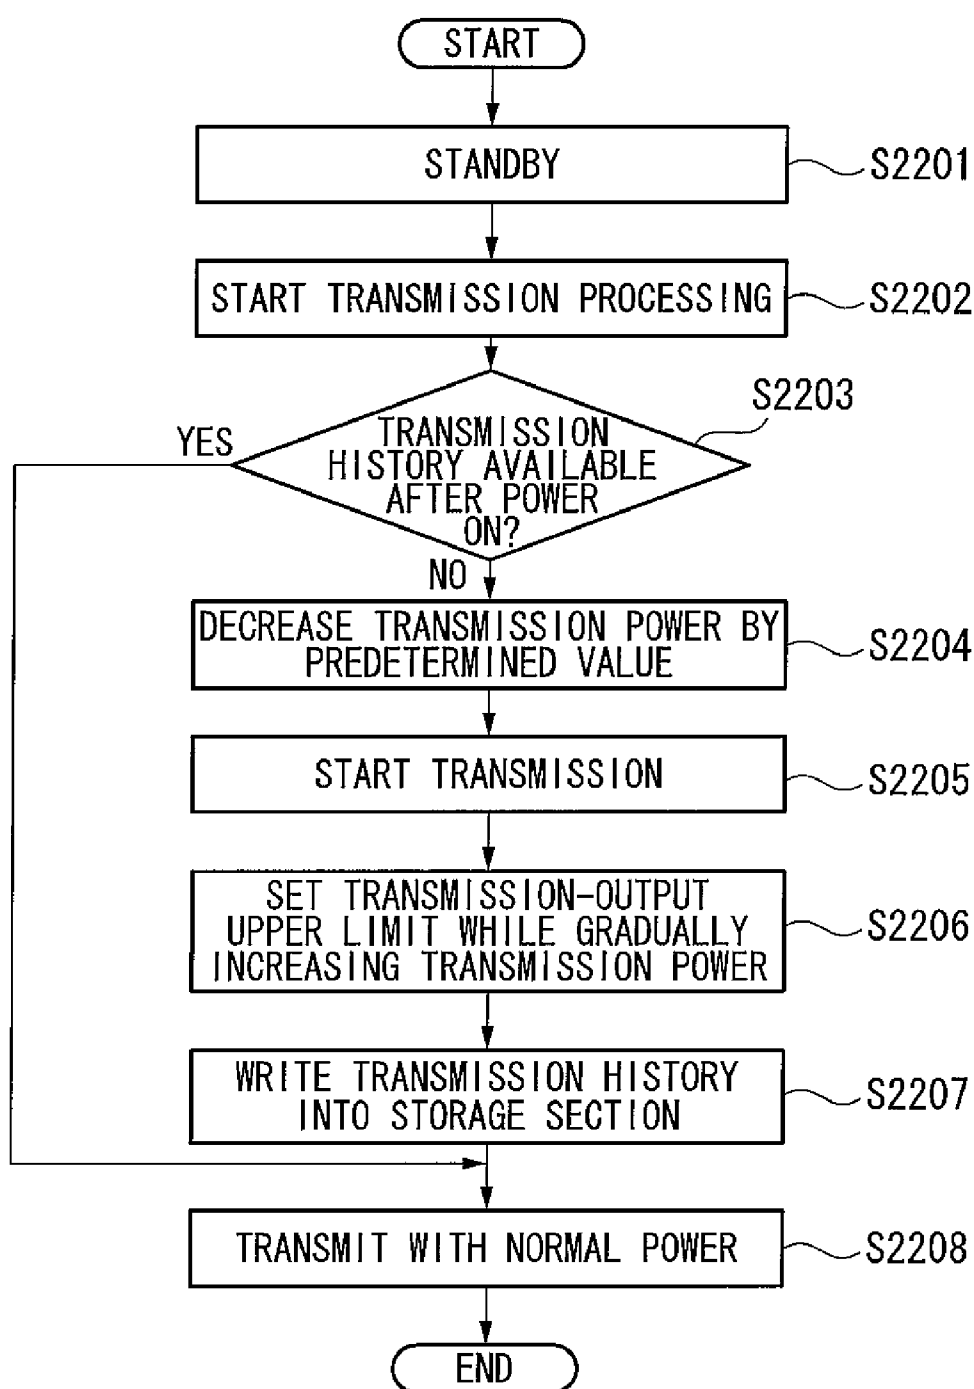 START
STANDBY
S2201
START TRANSMISSION PROCESSING
S2202
S2203
YES
TRANSMISSION
HISTORY AVAILABLE
AFTER POWER
ON?
NO
DECREASE TRANSMISSION POWER BY
PREDETERMINED VALUE
S2204
START TRANSMISSION
S2205
SET TRANSMISSION-OUTPUT
UPPER LIMIT WHILE GRADUALLY
INCREASING TRANSMISSION POWER
S2206
WRITE TRANSMISSION HISTORY
INTO STORAGE SECTION
S2207
TRANSMIT WITH NORMAL POWER
S2208
END